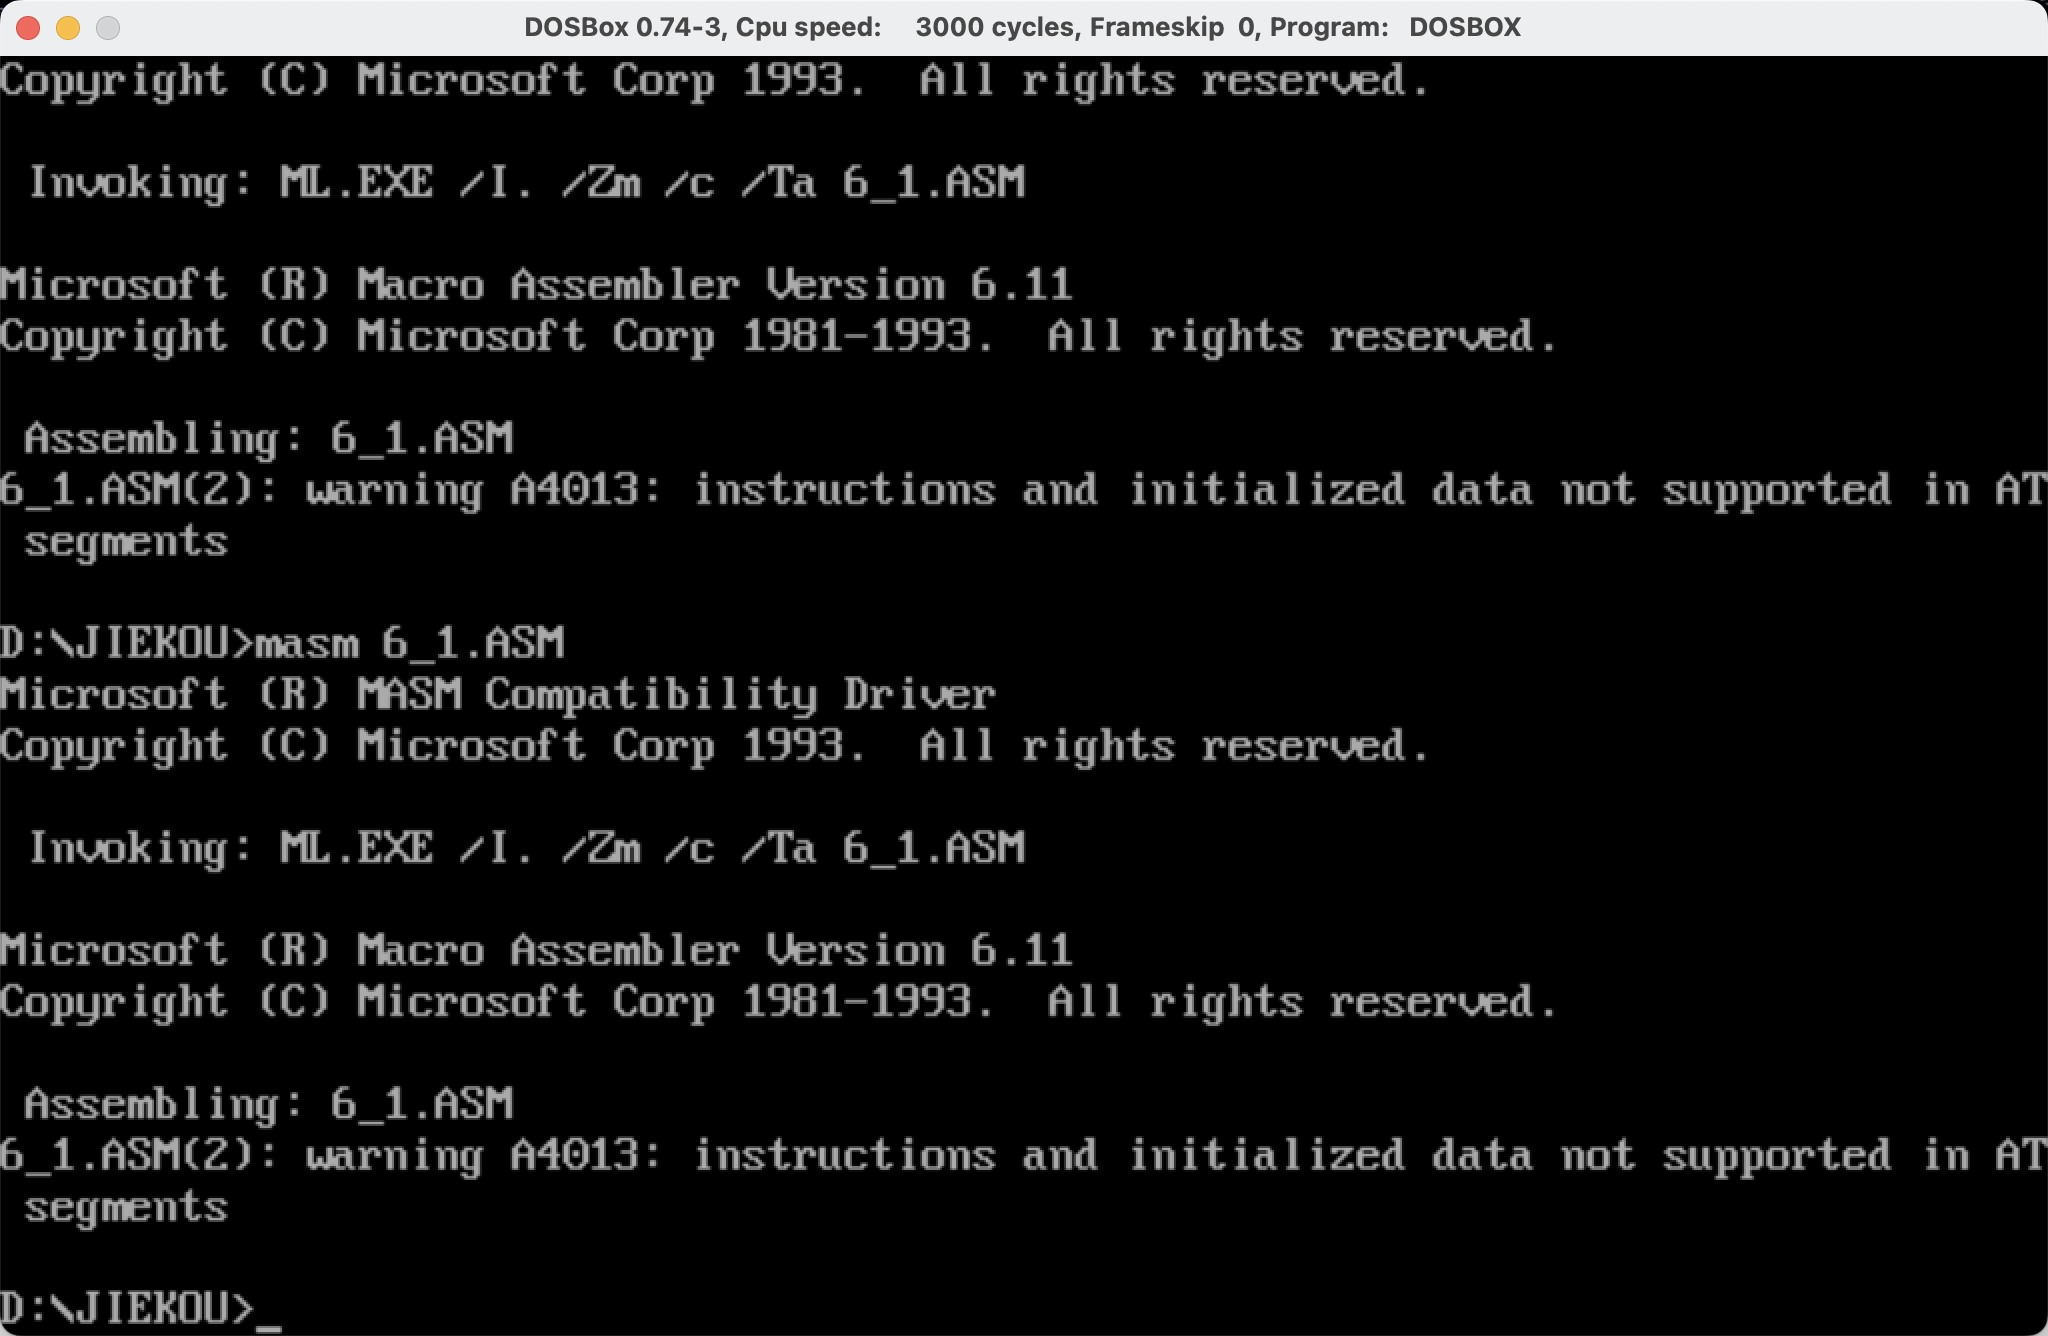 DOSBox 0.74-3, Cpu speed:    3000 cycles, Frameskip  0, Program:   DOSBOX
Copyright (C) Microsoft Corp 1993.  All rights reserved.
Invoking: ML.EXE /I. /Zm /c /Ta 6_1.ASM
Microsoft (R) Macro Assembler Version 6.11
Copyright (C) Microsoft Corp 1981-1993.  All rights reserved.
Assembling: 6_1.ASM
6_1.ASM(2): warning A4013: instructions and initialized data not supported in AT
segments
D:\JIEKOU>masm 6_1.ASM
Microsoft (R) MASM Compatibility Driver
Copyright (C) Microsoft Corp 1993.  All rights reserved.
Invoking: ML.EXE /I. /Zm /c /Ta 6_1.ASM
Microsoft (R) Macro Assembler Version 6.11
Copyright (C) Microsoft Corp 1981-1993.  All rights reserved.
Assembling: 6_1.ASM
6_1.ASM(2): warning A4013: instructions and initialized data not supported in AT
segments
D:\JIEKOU>_